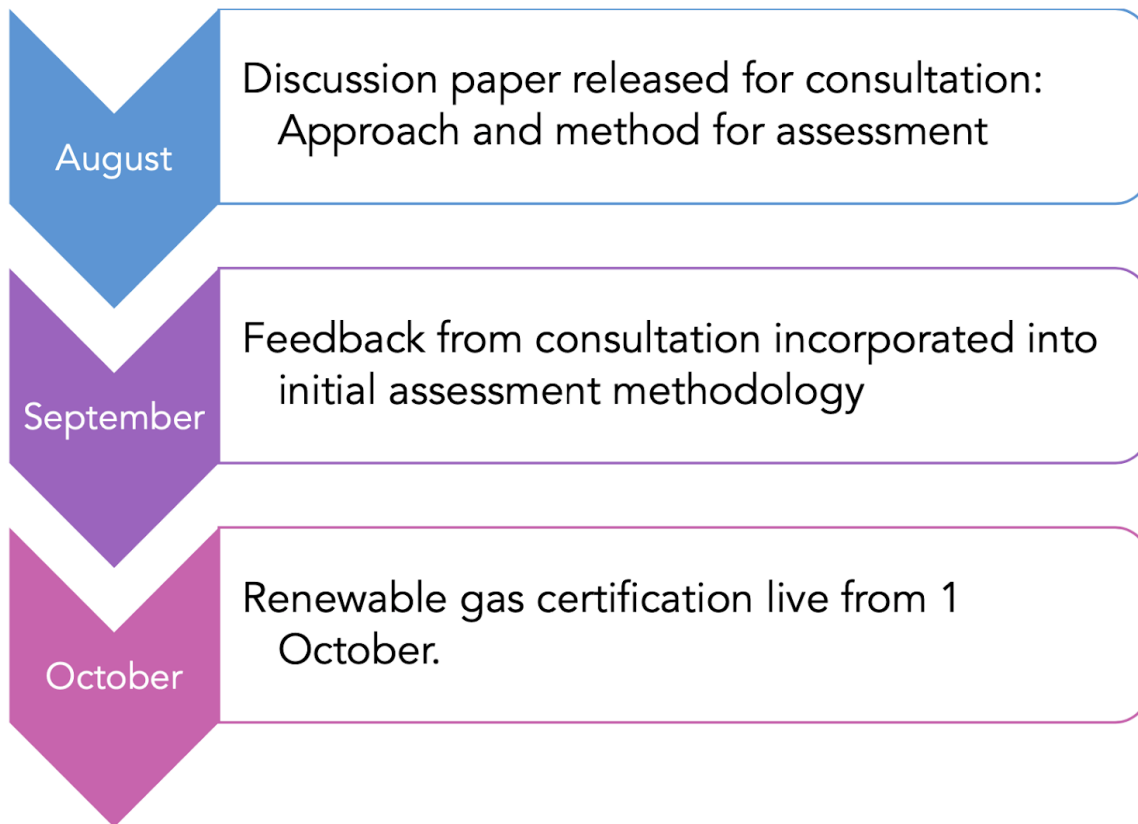 August
Discussion paper released for consultation:
Approach and method for assessment
September
Feedback from consultation incorporated into
initial assessment methodology
October
Renewable gas certification live from 1
October.